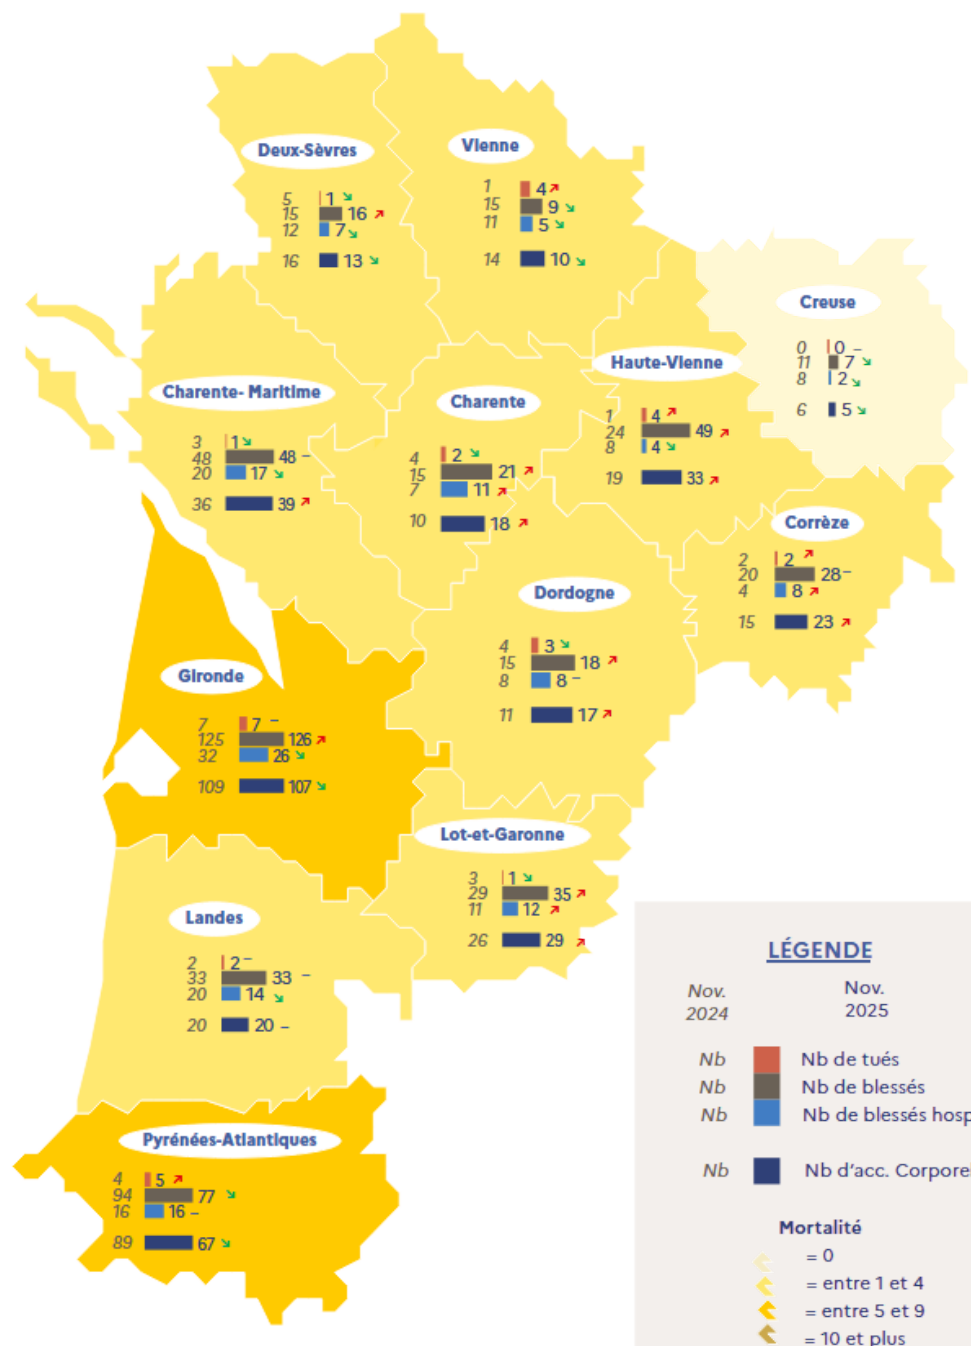 Deux-Sèvres
5 1
15 16
12 7
16 13
Vienne
1 4
15 9
11 5
14 10
Creuse
0 0 –
11 7
8 2
6 5
Haute-Vienne
1 4
24 49
8 4
19 33
Charente- Maritime
3 1
48 48 –
20 17
36 39
Charente
4 2
15 21
7 11
10 18
Corrèze
2 2
20 28 –
4 8
15 23
Dordogne
4 3
15 18
8 8 –
11 17
Gironde
7 7 –
125 126
32 26
109 107
Lot-et-Garonne
3 1
29 35
11 12
26 29
Landes
2 2 –
33 33 –
20 14
20 20 –
Pyrénées-Atlantiques
4 5
94 77
16 16 –
89 67
LÉGENDE
Nov. 2024
Nov. 2025
Nb Nb de tués
Nb Nb de blessés
Nb Nb de blessés hosp
Nb Nb d'acc. Corpore
Mortalité
= 0
= entre 1 et 4
= entre 5 et 9
= 10 et plus